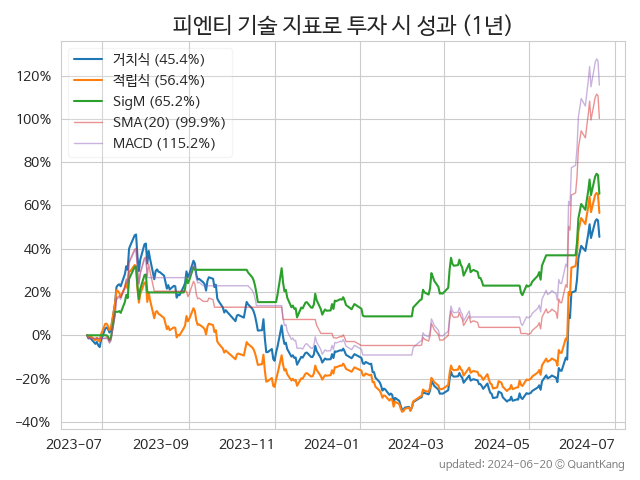 피엔티 기술 지표로 투자 시 성과 (1년)
거치식 (45.4%)
적립식 (56.4%)
SigM (65.2%)
SMA(20) (99.9%)
MACD (115.2%)
120%
100%
80%
60%
40%
20%
0%
−20%
−40%
2023-07 2023-09 2023-11 2024-01 2024-03 2024-05 2024-07
updated: 2024-06-20 © QuantKang